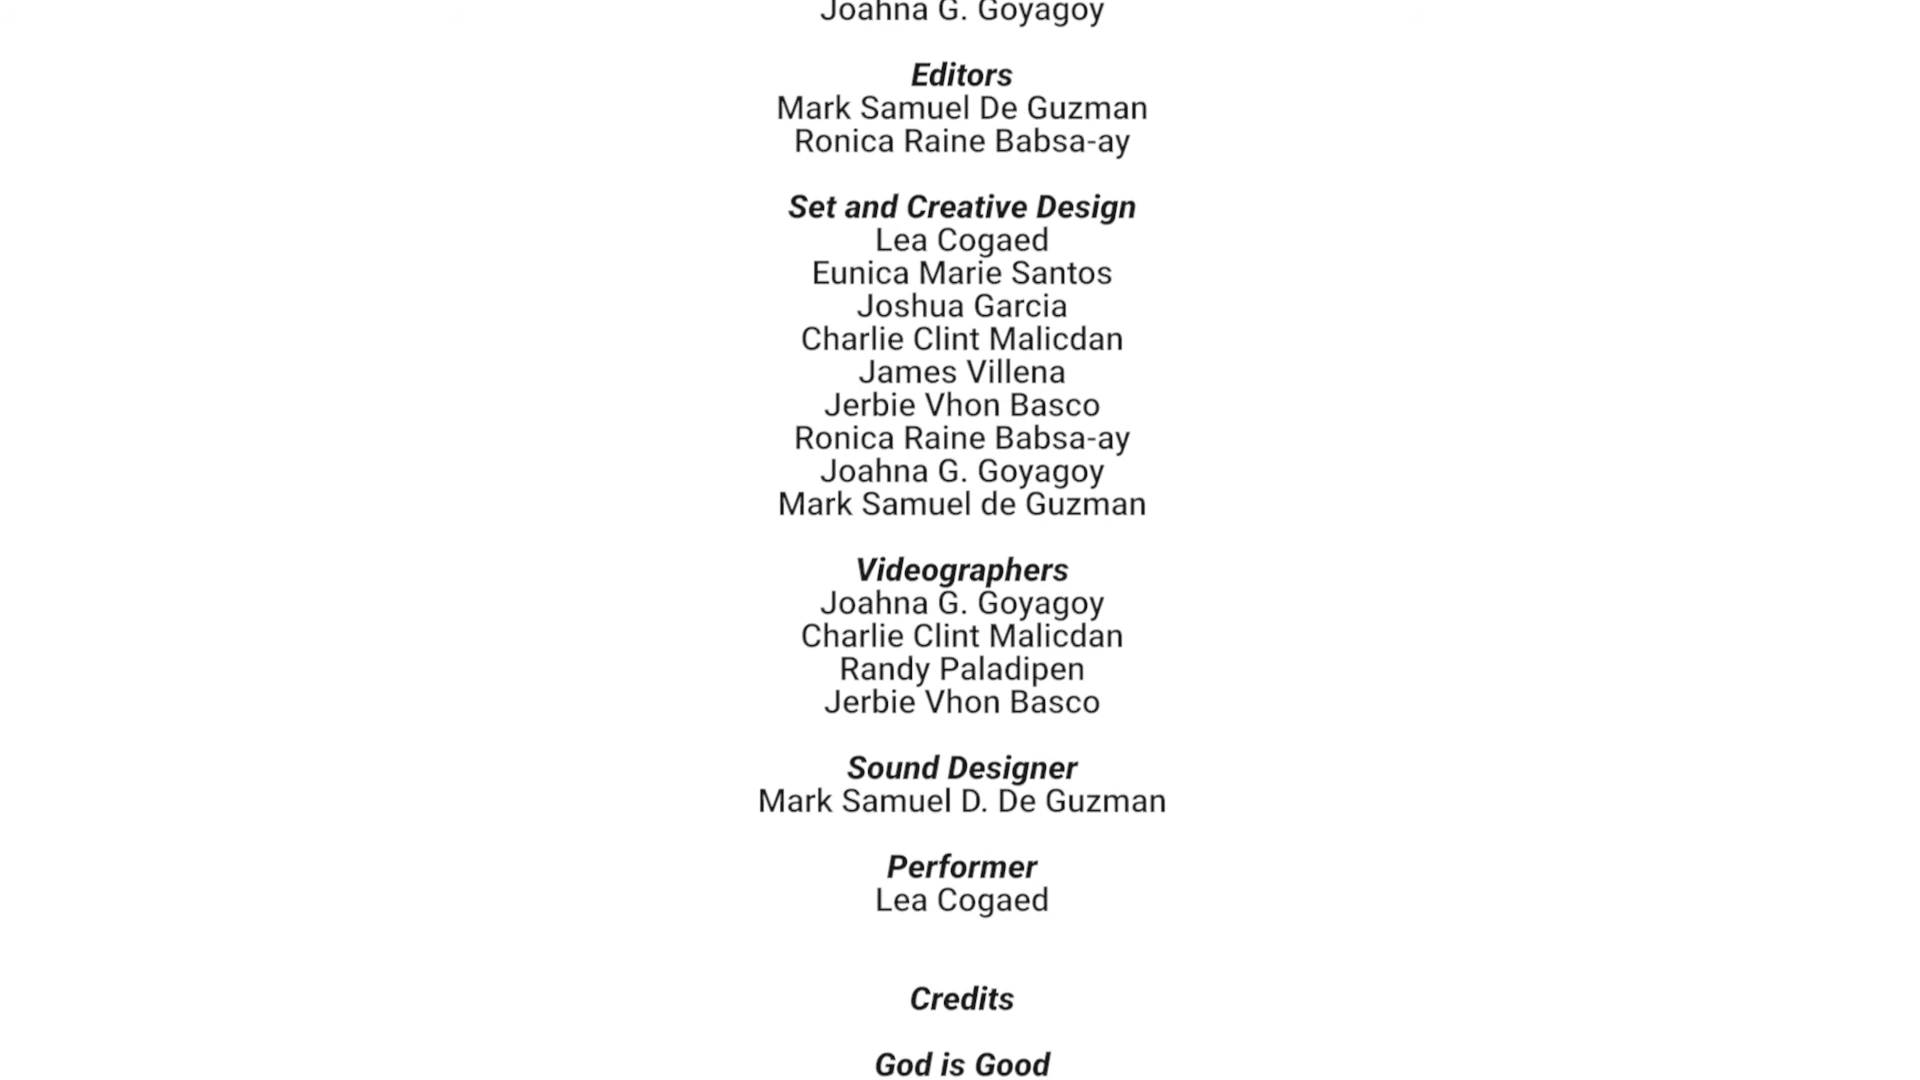 Joahna G. Goyagoy
Editors
Mark Samuel De Guzman
Ronica Raine Babsa-ay
Set and Creative Design
Lea Cogaed
Eunica Marie Santos
Joshua Garcia
Charlie Clint Malicdan
James Villena
Jerbie Vhon Basco
Ronica Raine Babsa-ay
Joahna G. Goyagoy
Mark Samuel de Guzman
Videographers
Joahna G. Goyagoy
Charlie Clint Malicdan
Randy Paladipen
Jerbie Vhon Basco
Sound Designer
Mark Samuel D. De Guzman
Performer
Lea Cogaed
Credits
God is Good